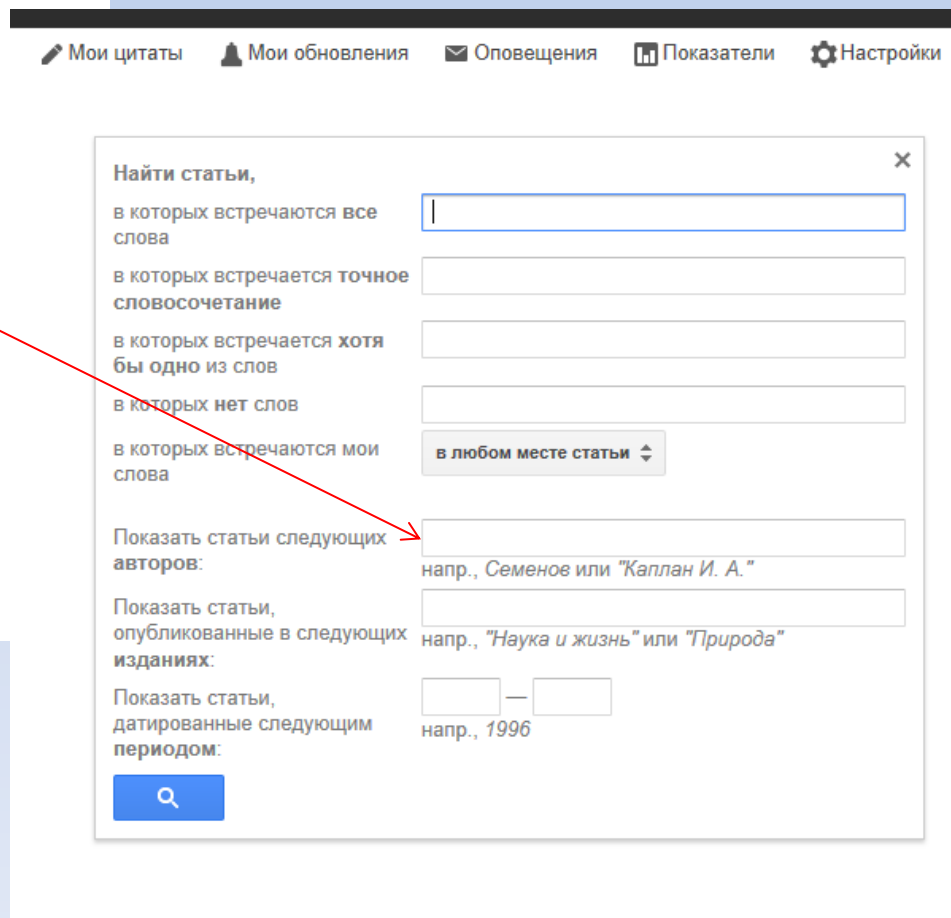 Мои цитаты Мои обновления Оповещения Показатели Настройки
Найти статьи,
в которых встречаются все
слова
в которых встречается точное
словосочетание
в которых встречается хотя
бы одно из слов
в которых нет слов
в которых встречаются мои
слова
в любом месте статьи
Показать статьи следующих
авторов:
напр., Семенов или "Каплан И. А."
Показать статьи,
опубликованные в следующих
изданиях:
напр., "Наука и жизнь" или "Природа"
Показать статьи,
датированные следующим
периодом:
—
напр., 1996